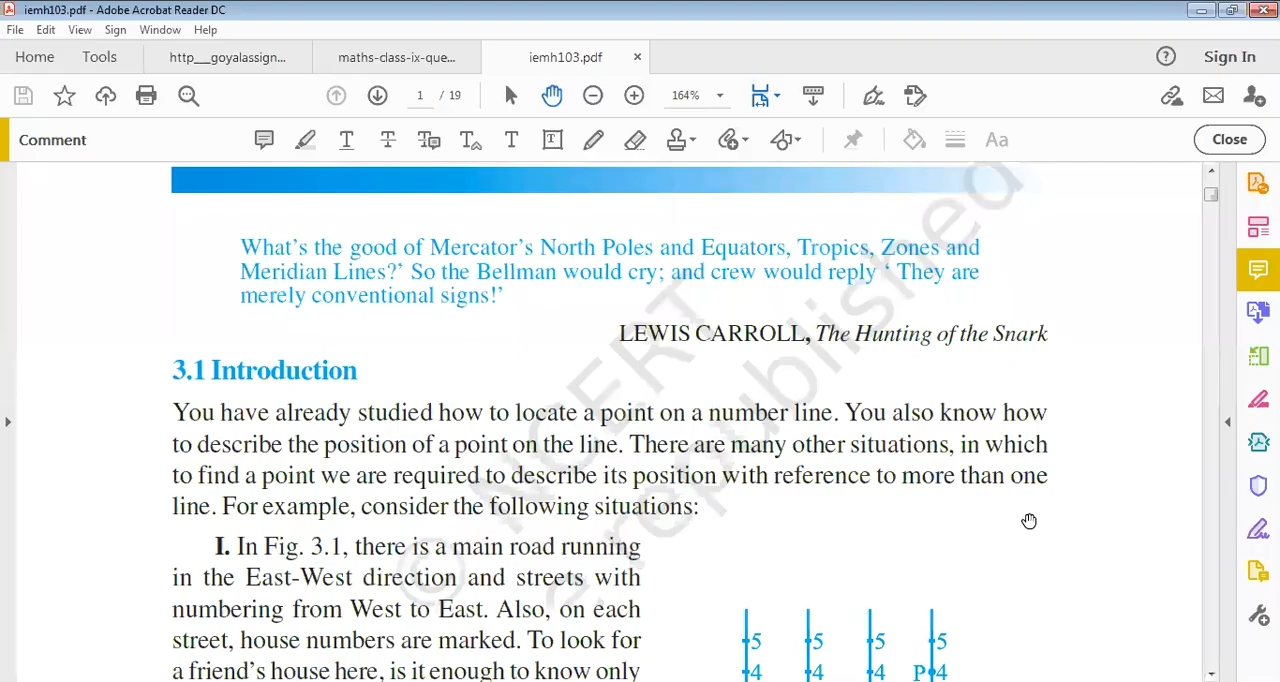 iemh103.pdf - Adobe Acrobat Reader DC
File Edit View Sign Window Help
Home Tools http__goyalassign... maths-class-ix-que... iemh103.pdf × ? Sign In
1 / 19 164%
Comment Aa Close
What's the good of Mercator's North Poles and Equators, Tropics, Zones and
Meridian Lines?' So the Bellman would cry; and crew would reply ' They are
merely conventional signs!'
LEWIS CARROLL, The Hunting of the Snark
3.1 Introduction
You have already studied how to locate a point on a number line. You also know how
to describe the position of a point on the line. There are many other situations, in which
to find a point we are required to describe its position with reference to more than one
line. For example, consider the following situations:
I. In Fig. 3.1, there is a main road running
in the East-West direction and streets with
numbering from West to East. Also, on each
street, house numbers are marked. To look for
a friend's house here, is it enough to know only
5 5 5 5
4 4 4 P 4
© NCERT
republished